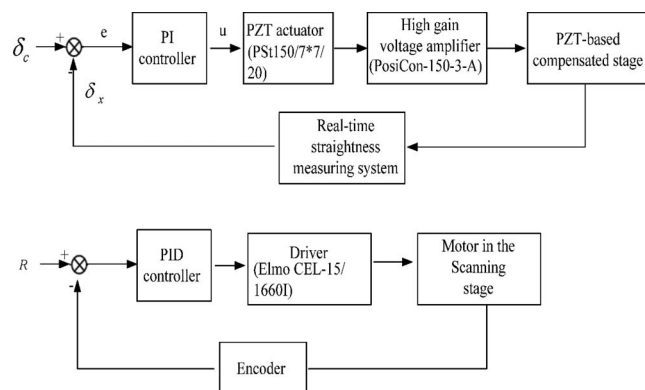 δc
+
-
e
PI
controller
u
PZT actuator
(PSt150/7*7/
20)
High gain
voltage amplifier
(PosiCon-150-3-A)
PZT-based
compensated stage
δx
Real-time
straightness
measuring system
R
+
-
PID
controller
Driver
(Elmo CEL-15/
1660I)
Motor in the
Scanning
stage
Encoder